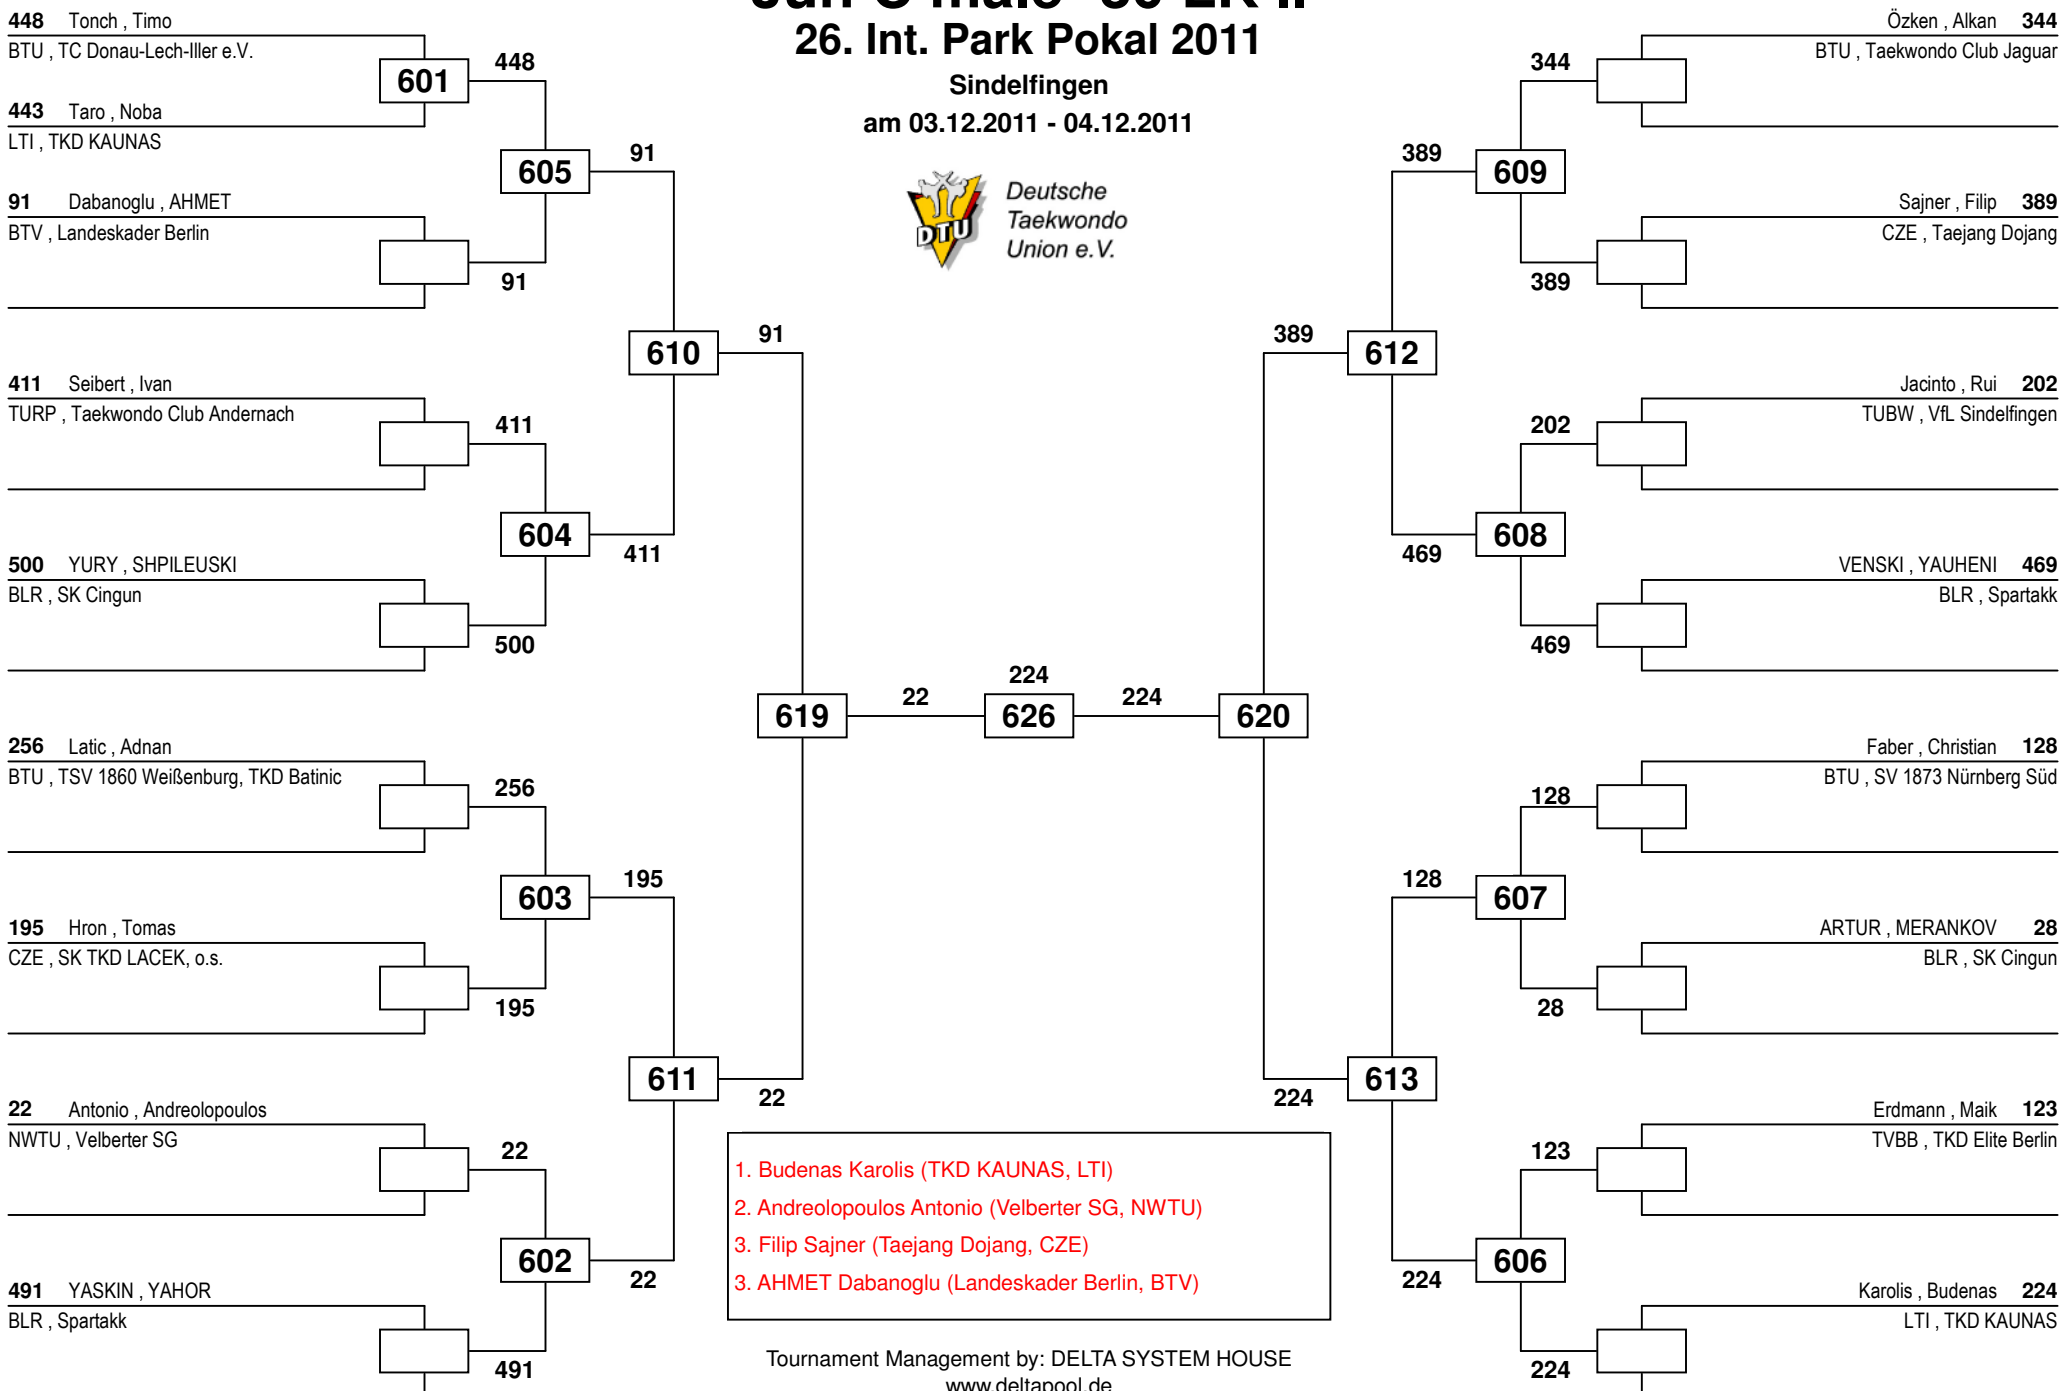 26. Int. Park Pokal 2011
Sindelfingen
am 03.12.2011 - 04.12.2011
DTU
Deutsche
Taekwondo
Union e.V.
448 Tonch , Timo
BTU , TC Donau-Lech-Iller e.V.
601
448
443 Taro , Noba
LTI , TKD KAUNAS
605
91
91 Dabanoglu , AHMET
BTV , Landeskader Berlin
91
610
91
411 Seibert , Ivan
TURP , Taekwondo Club Andernach
411
604
411
500 YURY , SHPILEUSKI
BLR , SK Cingun
500
619
22
256 Latic , Adnan
BTU , TSV 1860 Weißenburg, TKD Batinic
256
603
195
195 Hron , Tomas
CZE , SK TKD LACEK, o.s.
195
611
22
22 Antonio , Andreolopoulos
NWTU , Velberter SG
22
602
22
491 YASKIN , YAHOR
BLR , Spartakk
491
224
626
224
620
Özken , Alkan 344
BTU , Taekwondo Club Jaguar
344
389
609
Sajner , Filip 389
CZE , Taejang Dojang
389
389
612
Jacinto , Rui 202
TUBW , VfL Sindelfingen
202
608
469
VENSKI , YAUHENI 469
BLR , Spartakk
469
Faber , Christian 128
BTU , SV 1873 Nürnberg Süd
128
128
607
ARTUR , MERANKOV 28
BLR , SK Cingun
28
613
224
Erdmann , Maik 123
TVBB , TKD Elite Berlin
123
606
224
Karolis , Budenas 224
LTI , TKD KAUNAS
224
1. Budenas Karolis (TKD KAUNAS, LTI)
2. Andreolopoulos Antonio (Velberter SG, NWTU)
3. Filip Sajner (Taejang Dojang, CZE)
3. AHMET Dabanoglu (Landeskader Berlin, BTV)
Tournament Management by: DELTA SYSTEM HOUSE
www.deltapool.de